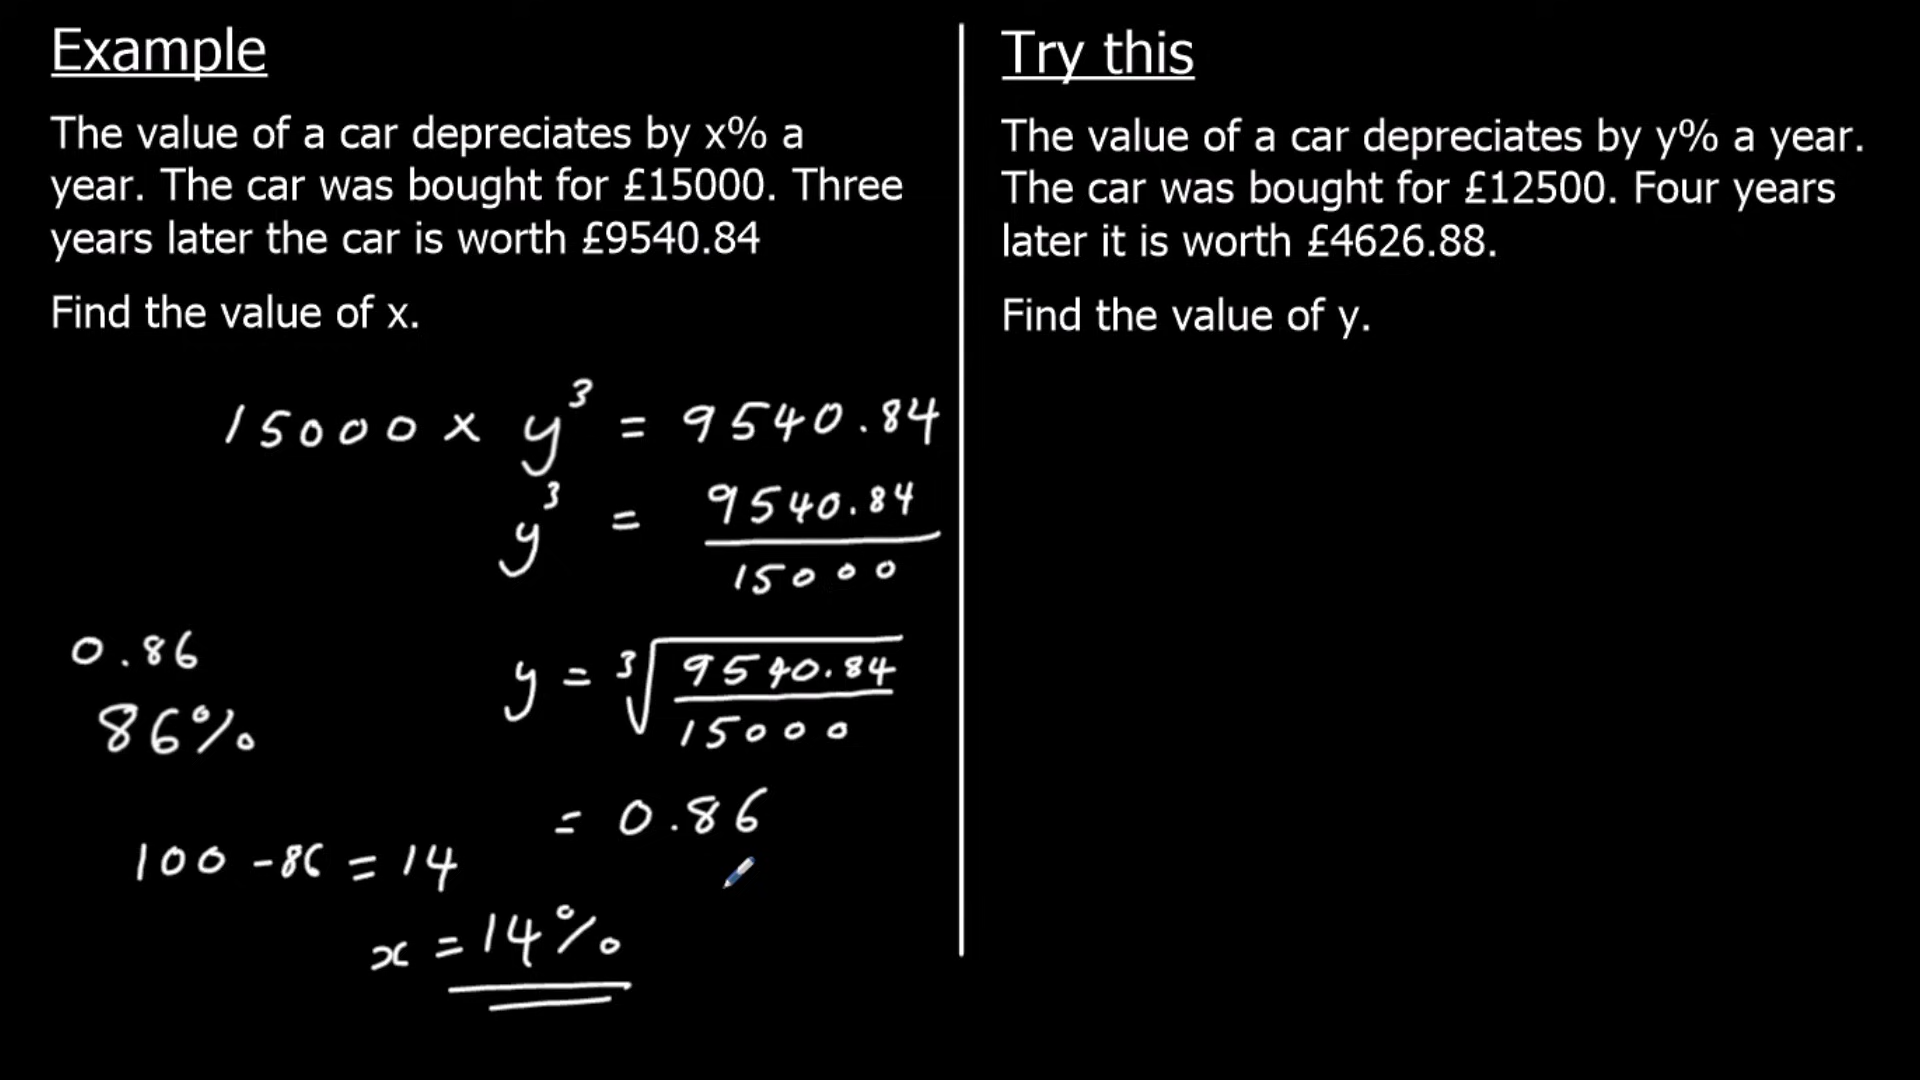 Example
The value of a car depreciates by x% a
year. The car was bought for £15000. Three
years later the car is worth £9540.84
Find the value of x.
15000 × y³ = 9540.84
y³ = 9540.84
15000
y = ³√9540.84
15000
= 0.86
0.86
86%
100 - 86 = 14
x = 14%
Try this
The value of a car depreciates by y% a year.
The car was bought for £12500. Four years
later it is worth £4626.88.
Find the value of y.